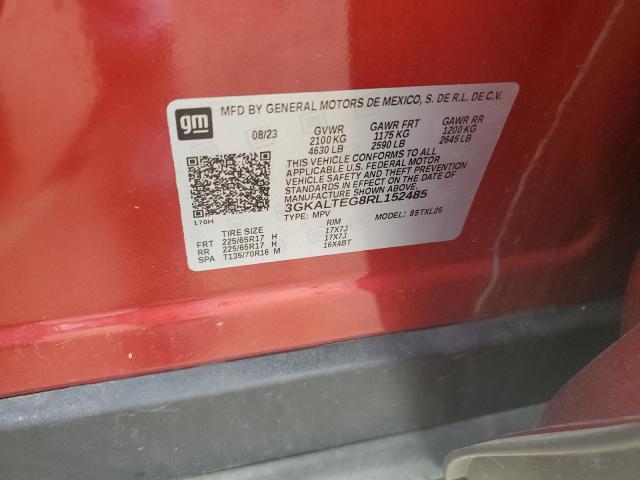 gm
MFD BY GENERAL MOTORS DE MEXICO, S. DE R.L. DE C.V.
08/23 GVWR GAWR FRT GAWR RR
2100 KG 1175 KG 1200 KG
4630 LB 2590 LB 2645 LB
THIS VEHICLE CONFORMS TO ALL
APPLICABLE U.S. FEDERAL MOTOR
VEHICLE SAFETY AND THEFT PREVENTION
STANDARDS IN EFFECT ON THE DATE OF
MANUFACTURE SHOWN ABOVE.
3GKALTEG8RL152485
170H TYPE: MPV MODEL: 85TXL26
TIRE SIZE RIM
FRT 225/65R17 H 17X7J
RR 225/65R17 H 17X7J
SPA T135/70R16 M 16X4BT